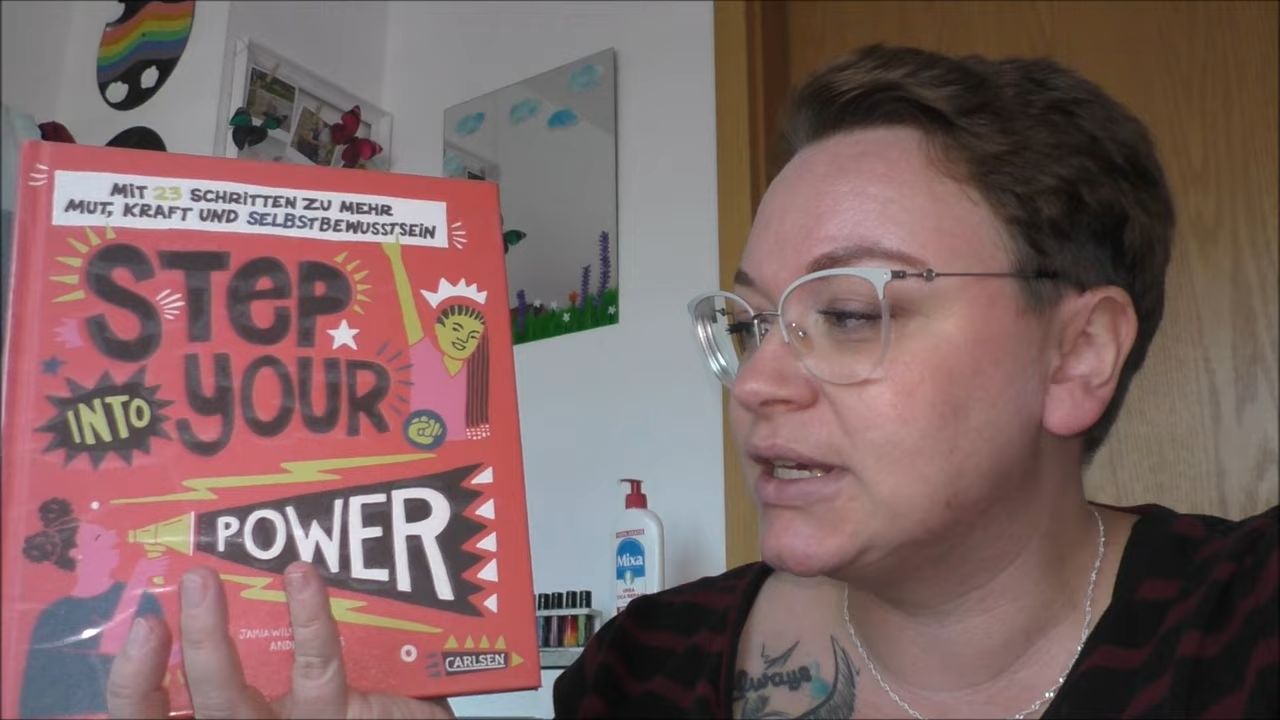 MIT 23 SCHRITTEN ZU MEHR
MUT, KRAFT UND SELBSTBEWUSSTSEIN
STEP
INTO YOUR
POWER
CARLSEN
Mixa
always